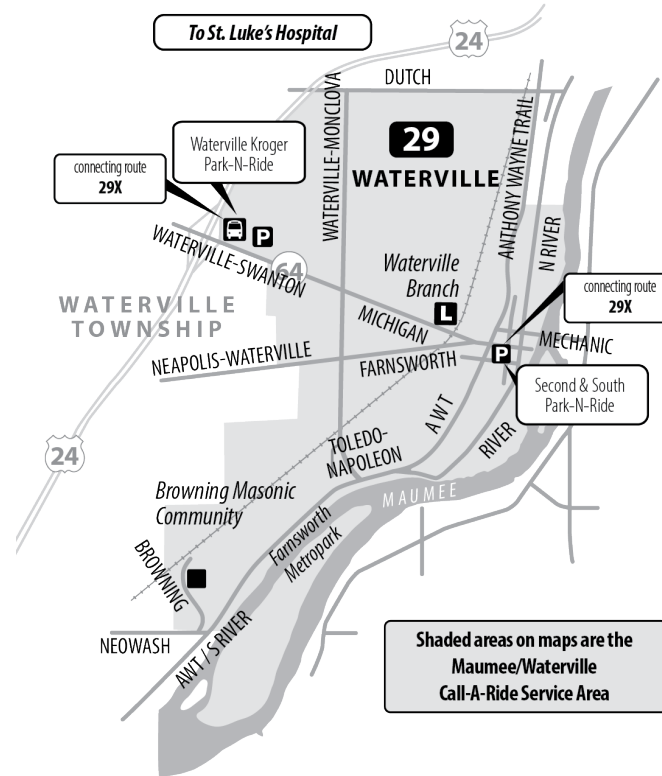 To St. Luke's Hospital
24
DUTCH
WATERVILLE-MONCLOVA
29
WATERVILLE
ANTHONY WAYNE TRAIL
N RIVER
Waterville Kroger
Park-N-Ride
connecting route
29X
P
WATERVILLE-SWANTON
64
WATERVILLE
TOWNSHIP
Waterville
Branch
L
connecting route
29X
MICHIGAN
MECHANIC
P
NEAPOLIS-WATERVILLE
FARNSWORTH
Second & South
Park-N-Ride
AWT
RIVER
TOLEDO-
NAPOLEON
24
MAUMEE
Browning Masonic
Community
Farnsworth
Metropark
BROWNING
NEOWASH
AWT / S RIVER
Shaded areas on maps are the
Maumee/Waterville
Call-A-Ride Service Area